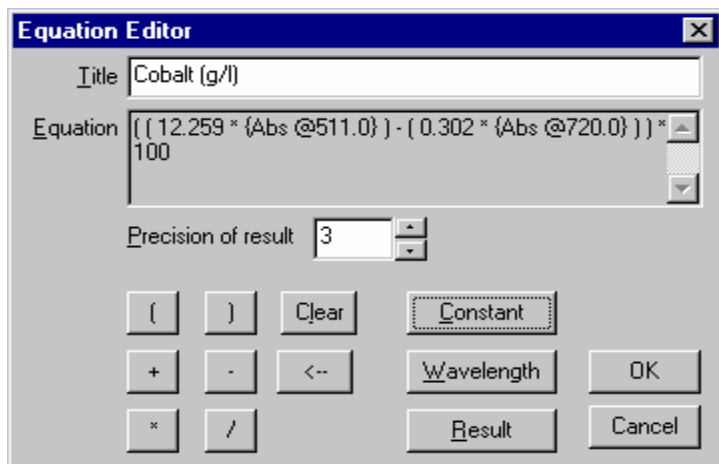 Equation Editor
Title Cobalt (g/l)
Equation ( ( 12.259 * {Abs @511.0} ) - ( 0.302 * {Abs @720.0} ) ) *
100
Precision of result 3
( ) Clear Constant
+ - <-- Wavelength OK
* / Result Cancel